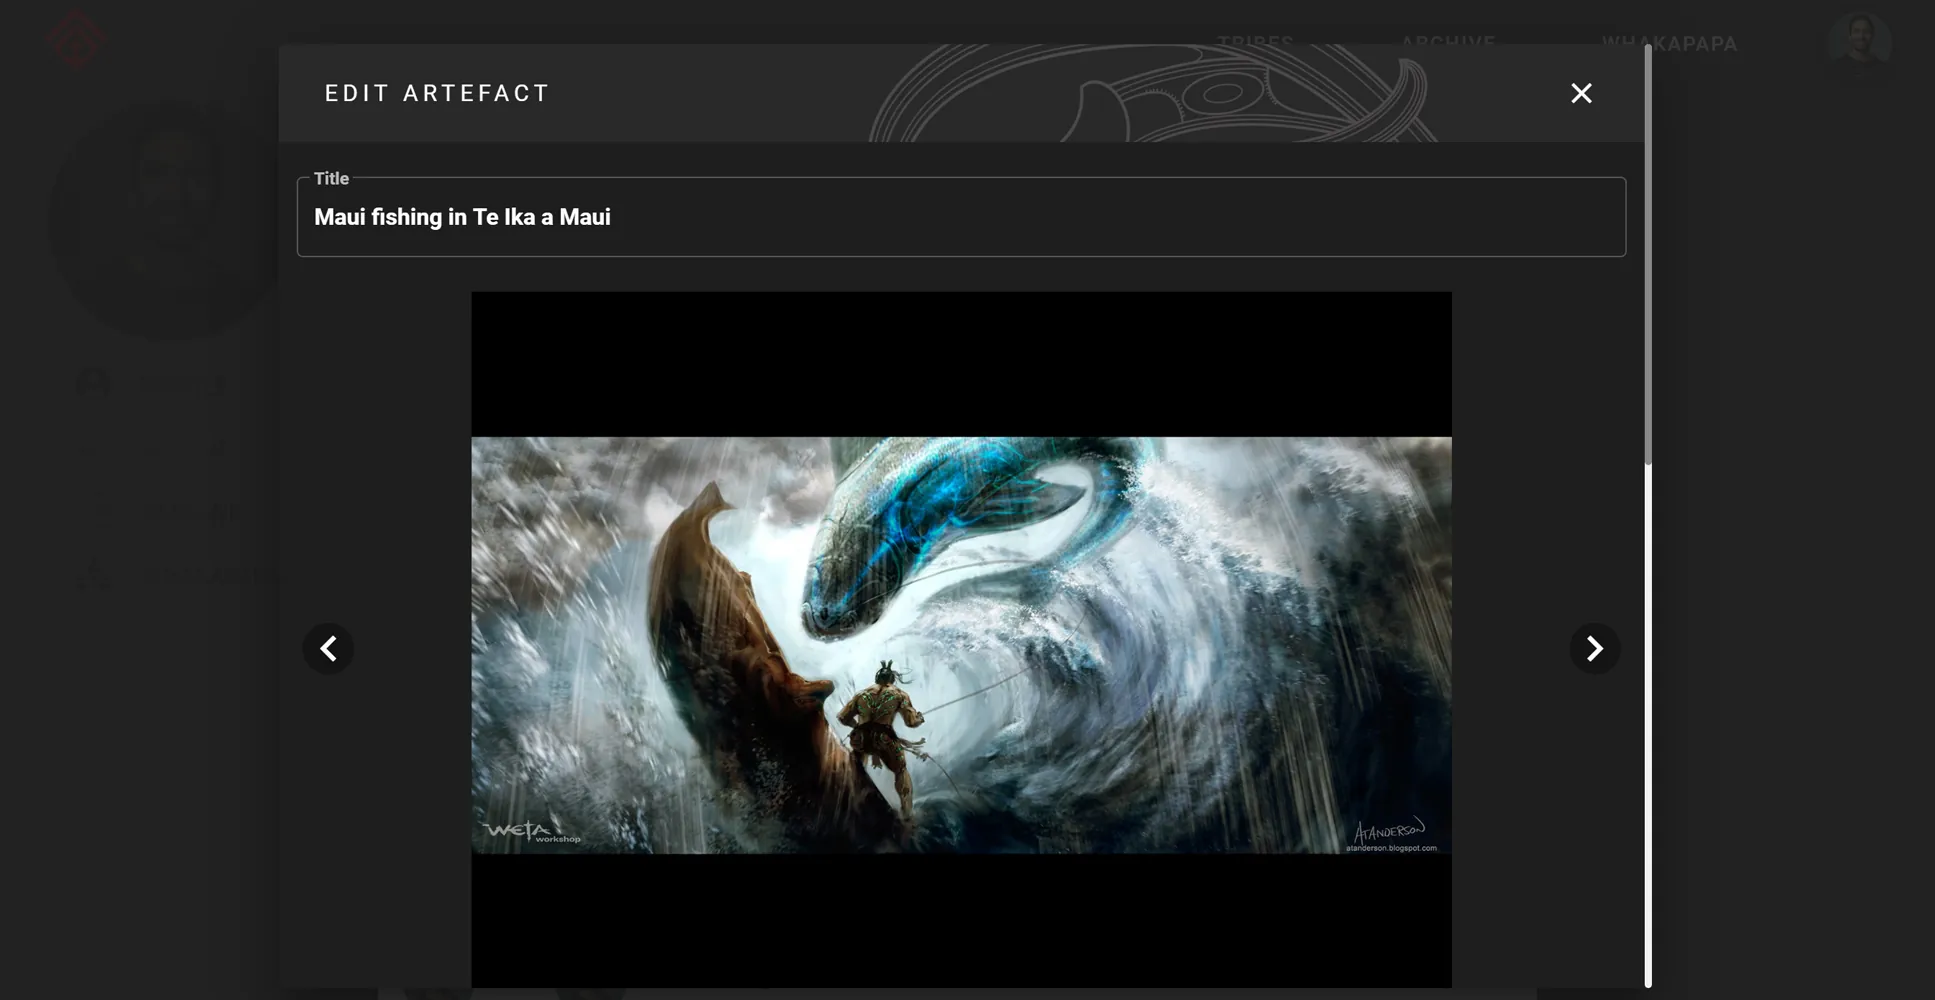 TRIBES
ARCHIVE
WHAKAPAPA
EDIT ARTEFACT
Title
Maui fishing in Te Ika a Maui
WETA
workshop
ATANDERSON
atanderson.blogspot.com